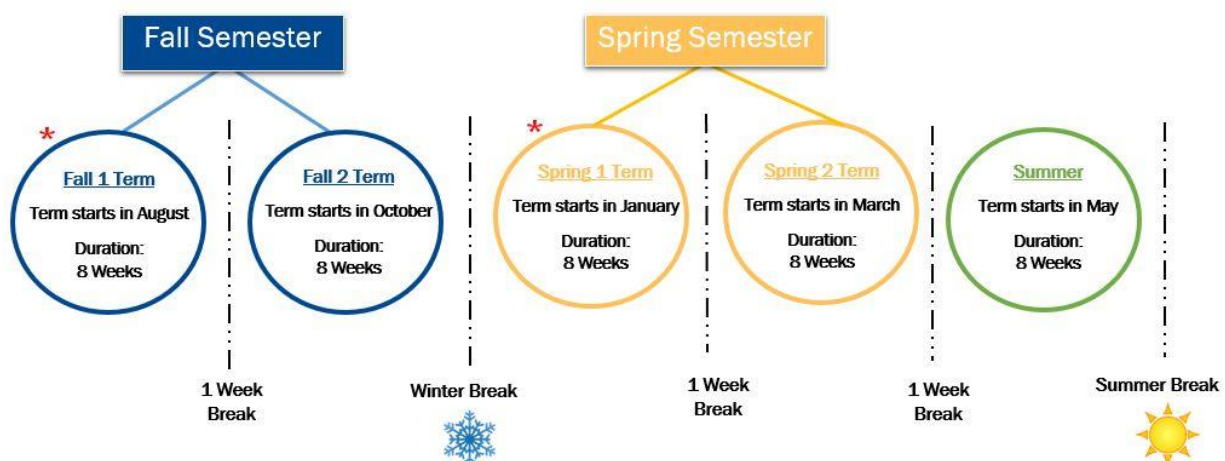 Fall Semester
Spring Semester
*
Fall 1 Term
Term starts in August
Duration:
8 Weeks
Fall 2 Term
Term starts in October
Duration:
8 Weeks
*
Spring 1 Term
Term starts in January
Duration:
8 Weeks
Spring 2 Term
Term starts in March
Duration:
8 Weeks
Summer
Term starts in May
Duration:
8 Weeks
1 Week
Break
Winter Break
1 Week
Break
1 Week
Break
Summer Break